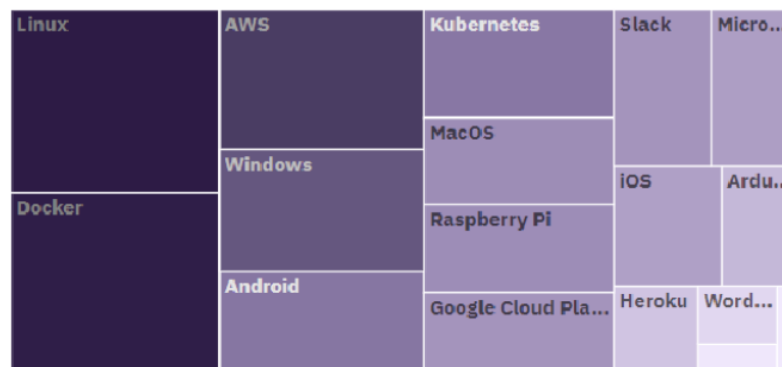 Linux
AWS
Kubernetes
Slack
Micro...
MacOS
Windows
iOS
Ardu...
Docker
Raspberry Pi
Android
Google Cloud Pla...
Heroku
Word...